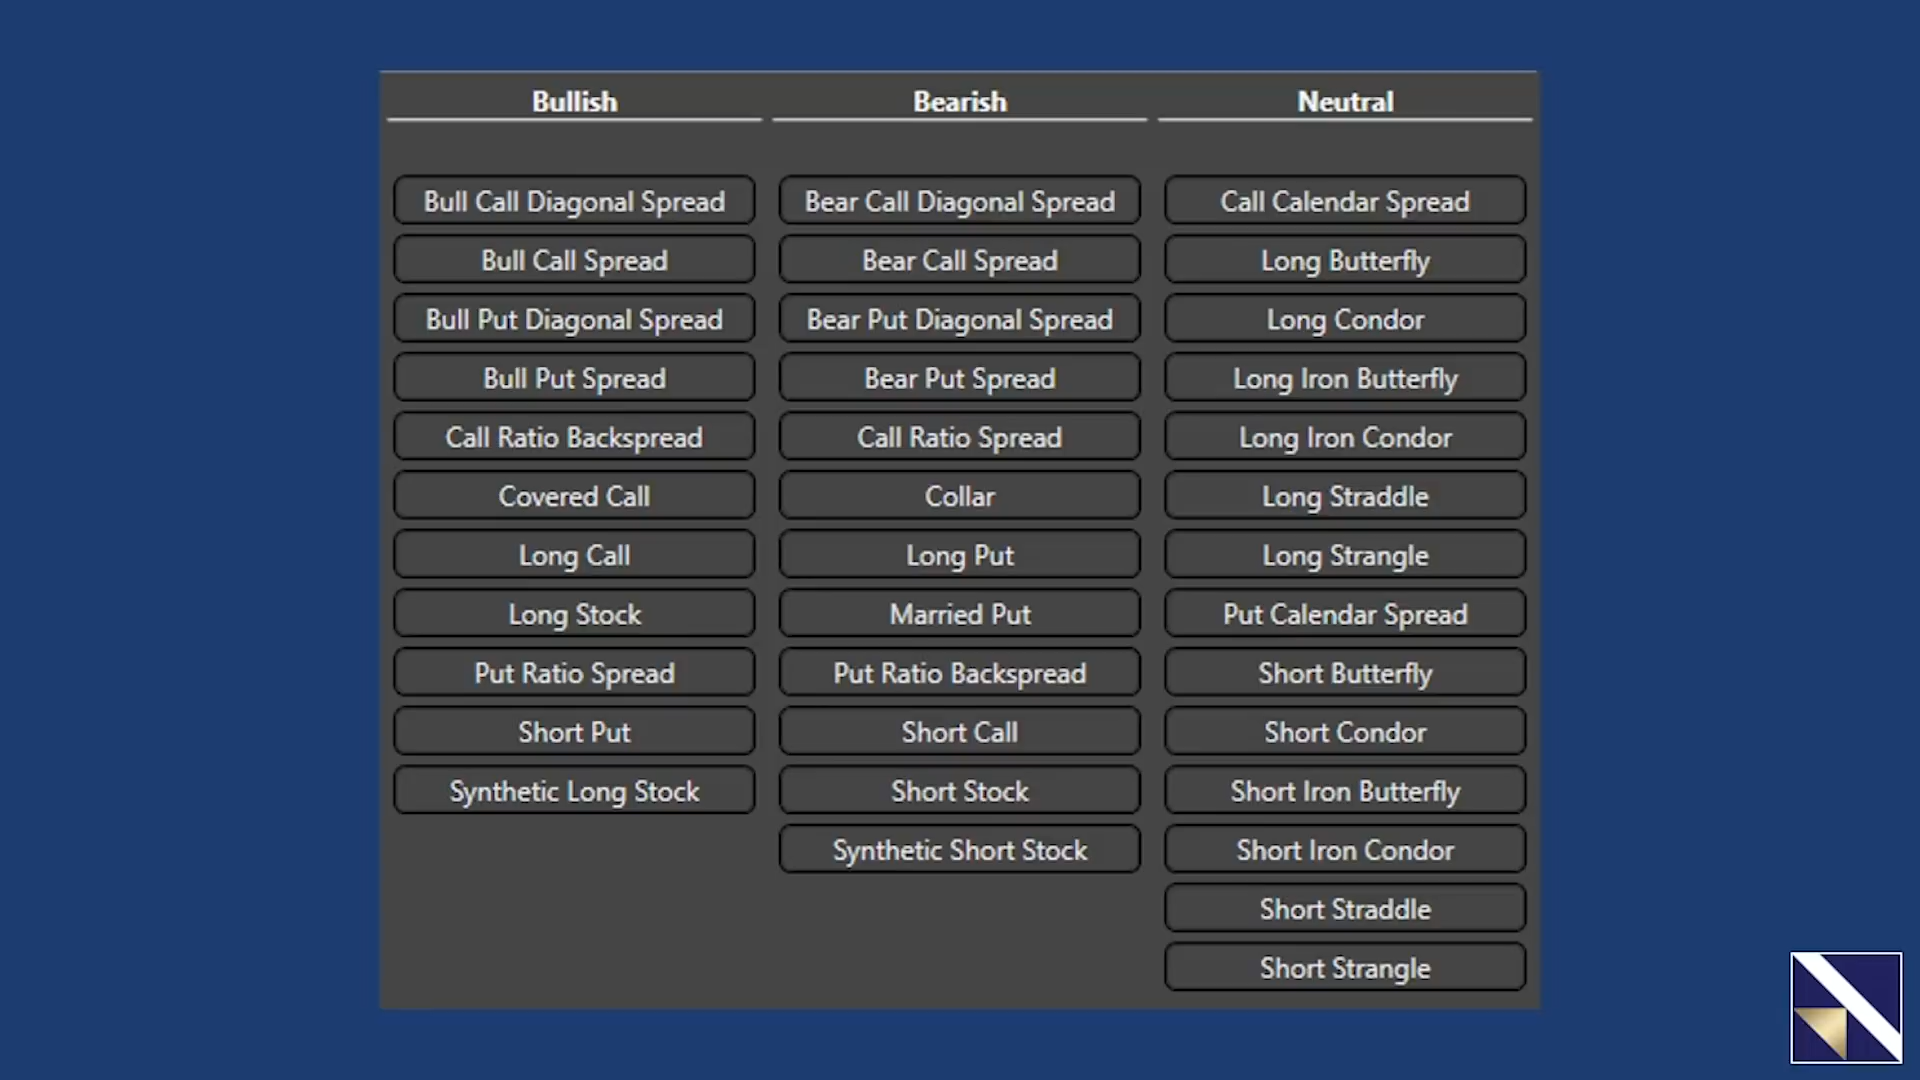 Bullish
Bearish
Neutral
Bull Call Diagonal Spread
Bear Call Diagonal Spread
Call Calendar Spread
Bull Call Spread
Bear Call Spread
Long Butterfly
Bull Put Diagonal Spread
Bear Put Diagonal Spread
Long Condor
Bull Put Spread
Bear Put Spread
Long Iron Butterfly
Call Ratio Backspread
Call Ratio Spread
Long Iron Condor
Covered Call
Collar
Long Straddle
Long Call
Long Put
Long Strangle
Long Stock
Married Put
Put Calendar Spread
Put Ratio Spread
Put Ratio Backspread
Short Butterfly
Short Put
Short Call
Short Condor
Synthetic Long Stock
Short Stock
Short Iron Butterfly
Synthetic Short Stock
Short Iron Condor
Short Straddle
Short Strangle